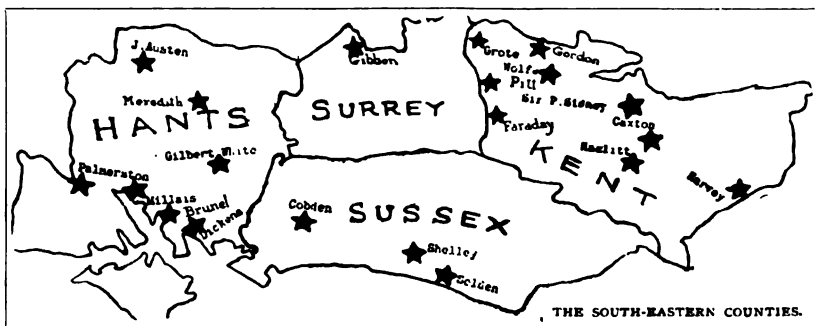 J. Austen
Meredith
HANTS
Gilbert White
Palmerston
Millais
Brunel
Dickens
Gibbon
SURREY
Grote
Gordon
Wolfe
Pitt
Sir P. Sidney
Faraday
Caxton
Hazlitt
KENT
Harvey
Cobden
SUSSEX
Shelley
Selden
THE SOUTH-EASTERN COUNTIES.